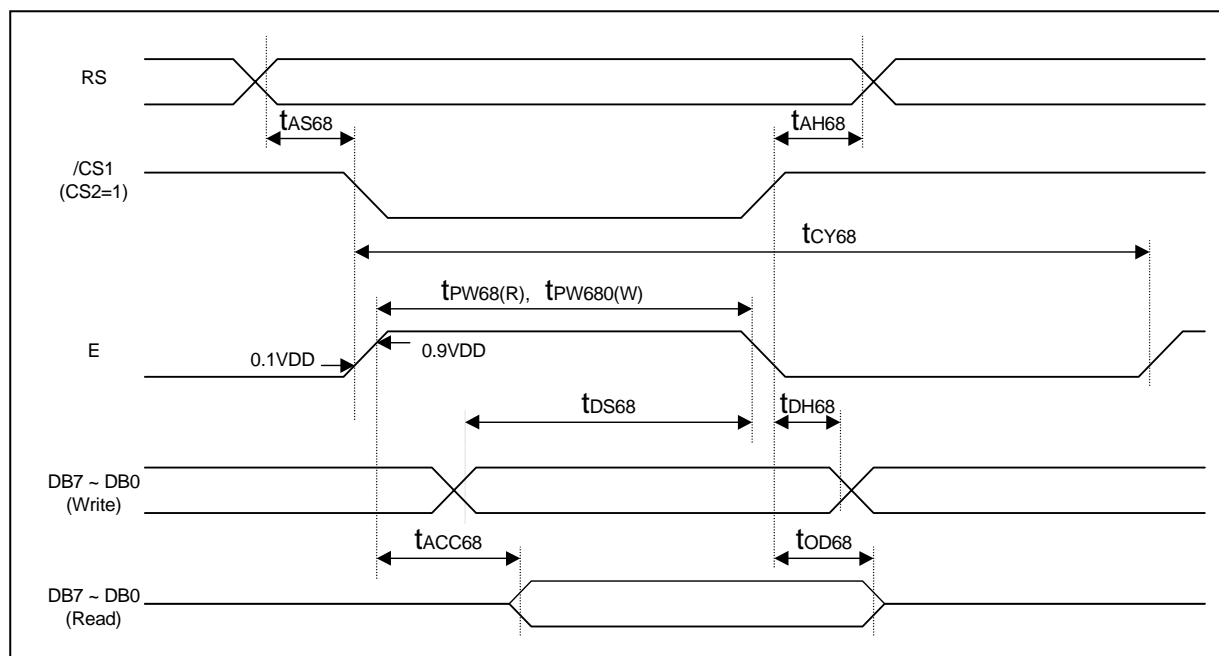 RS
tAS68
tAH68
/CS1
(CS2=1)
tCY68
tPW68(R), tPW680(W)
E
0.1VDD
0.9VDD
tDS68
tDH68
DB7 ~ DB0
(Write)
tACC68
tOD68
DB7 ~ DB0
(Read)